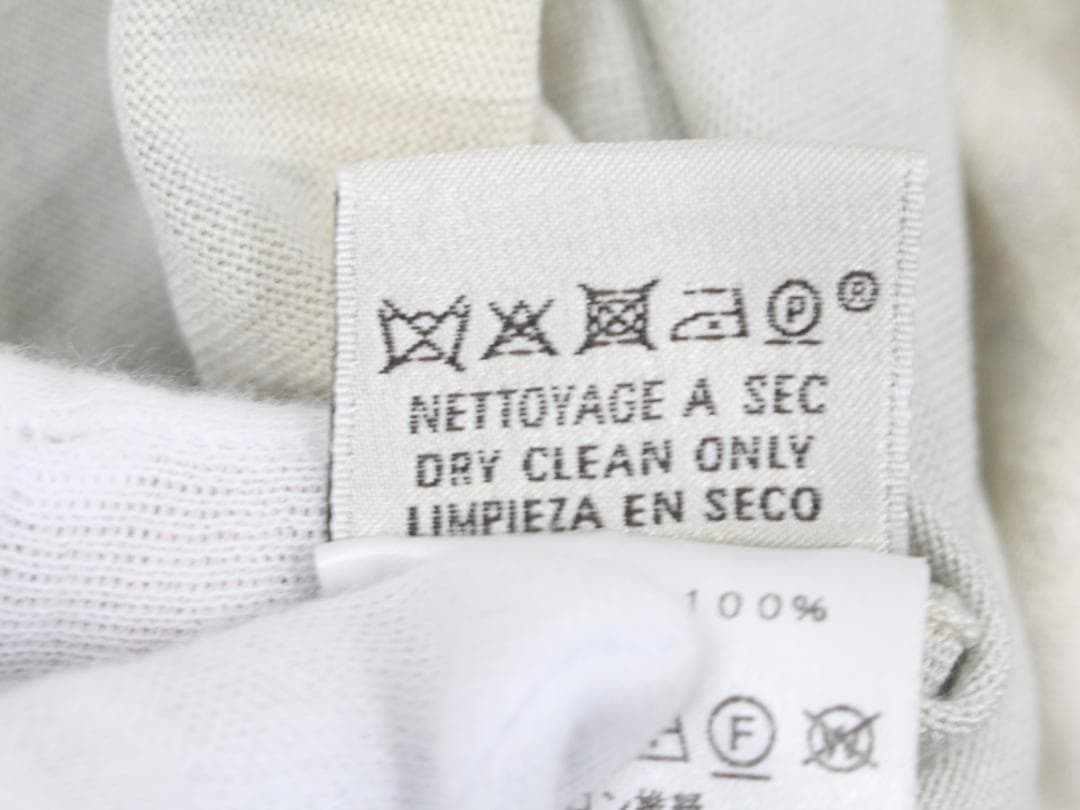 P ®
NETTOYAGE A SEC
DRY CLEAN ONLY
LIMPIEZA EN SECO
100%
F W